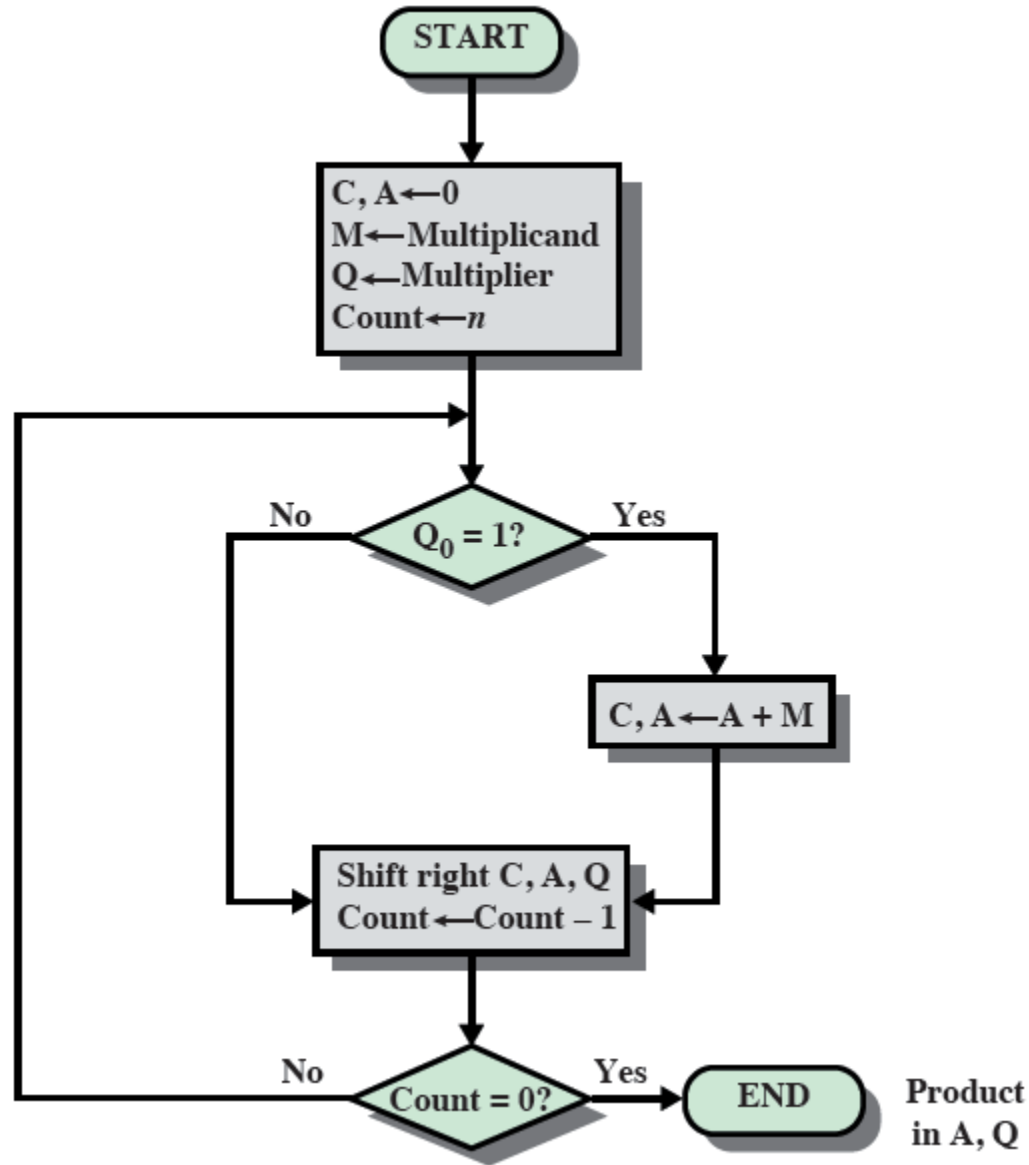 START
C, A←0
M←Multiplicand
Q←Multiplier
Count←n
No
Q₀ = 1?
Yes
C, A←A + M
Shift right C, A, Q
Count←Count – 1
No
Count = 0?
Yes
END
Product
in A, Q